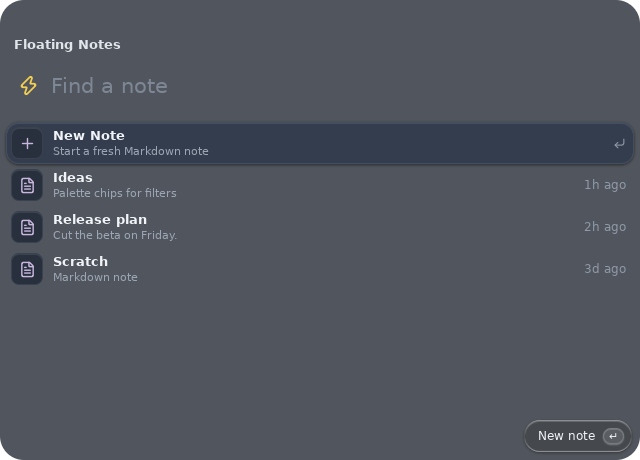 Floating Notes
Find a note
New Note
Start a fresh Markdown note
Ideas
Palette chips for filters
1h ago
Release plan
Cut the beta on Friday.
2h ago
Scratch
Markdown note
3d ago
New note